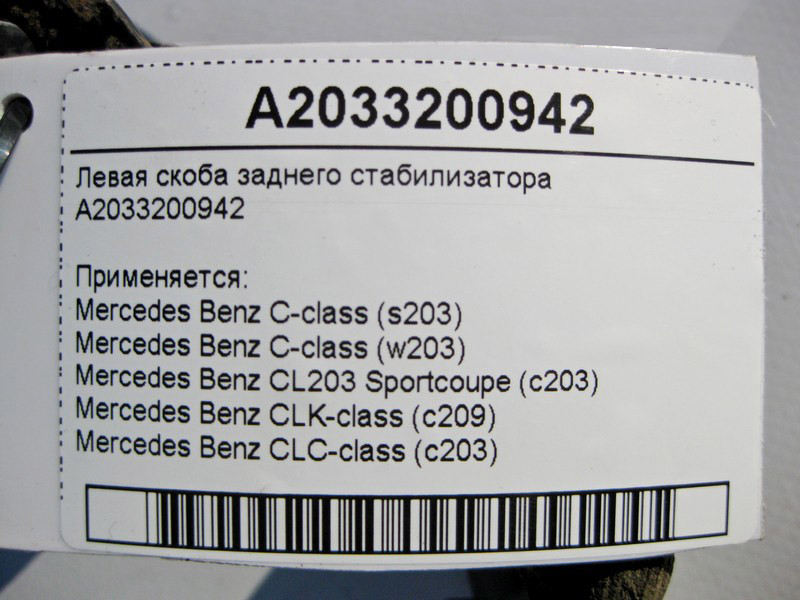 A2033200942
Левая скоба заднего стабилизатора
A2033200942
Применяется:
Mercedes Benz C-class (s203)
Mercedes Benz C-class (w203)
Mercedes Benz CL203 Sportcoupe (c203)
Mercedes Benz CLK-class (c209)
Mercedes Benz CLC-class (c203)